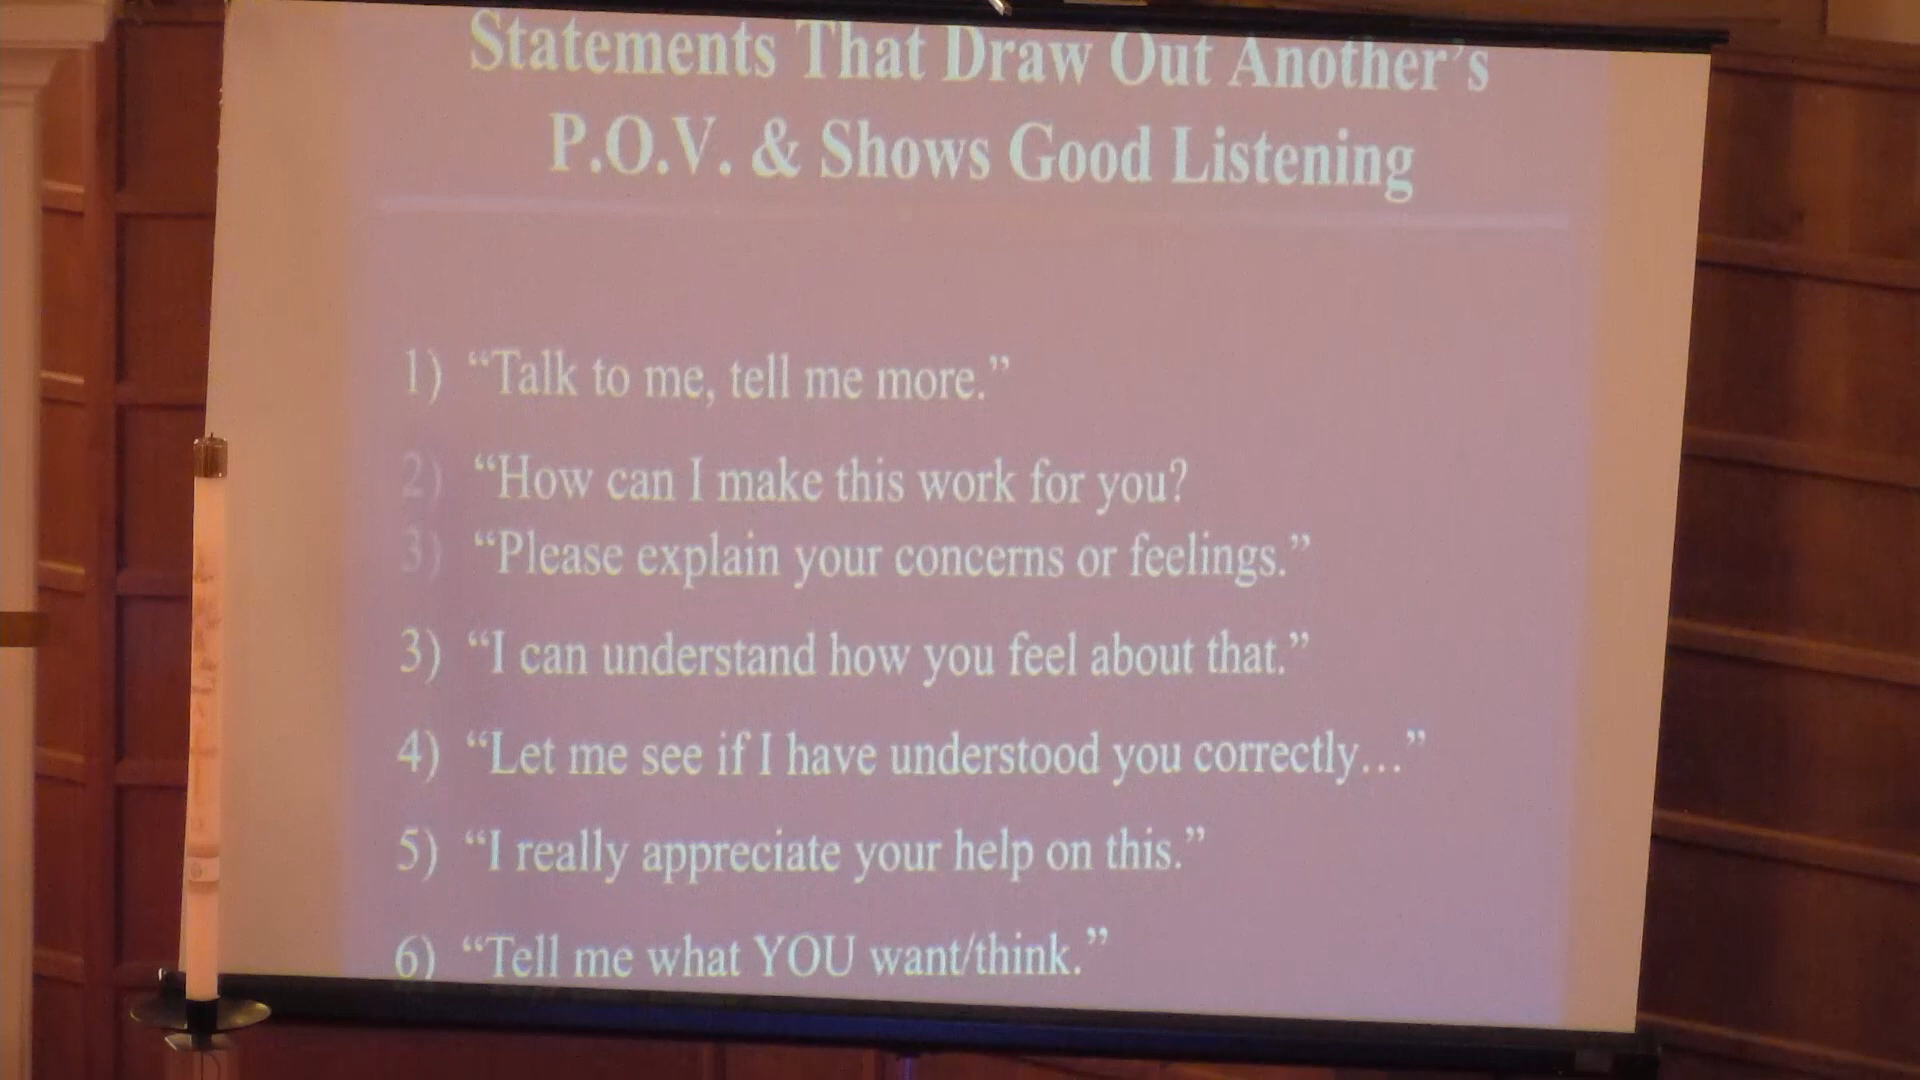 Statements That Draw Out Another's
P.O.V. & Shows Good Listening
1) “Talk to me, tell me more.”
2) “How can I make this work for you?
3) “Please explain your concerns or feelings.”
3) “I can understand how you feel about that.”
4) “Let me see if I have understood you correctly…”
5) “I really appreciate your help on this.”
6) “Tell me what YOU want/think.”